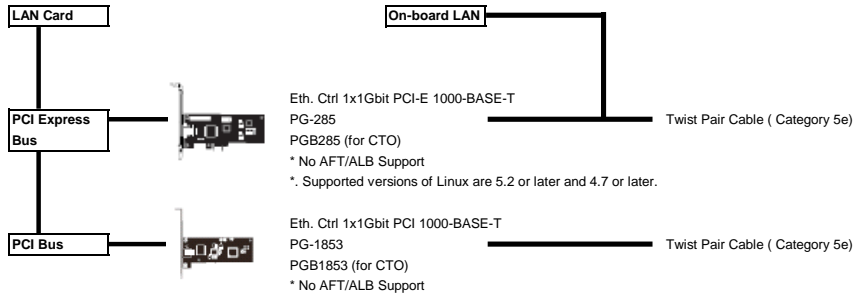 LAN Card
On-board LAN
Eth. Ctrl 1x1Gbit PCI-E 1000-BASE-T
PCI Express
Bus
PG-285
Twist Pair Cable ( Category 5e)
PGB285 (for CTO)
* No AFT/ALB Support
*. Supported versions of Linux are 5.2 or later and 4.7 or later.
Eth. Ctrl 1x1Gbit PCI 1000-BASE-T
PCI Bus
PG-1853
Twist Pair Cable ( Category 5e)
PGB1853 (for CTO)
* No AFT/ALB Support